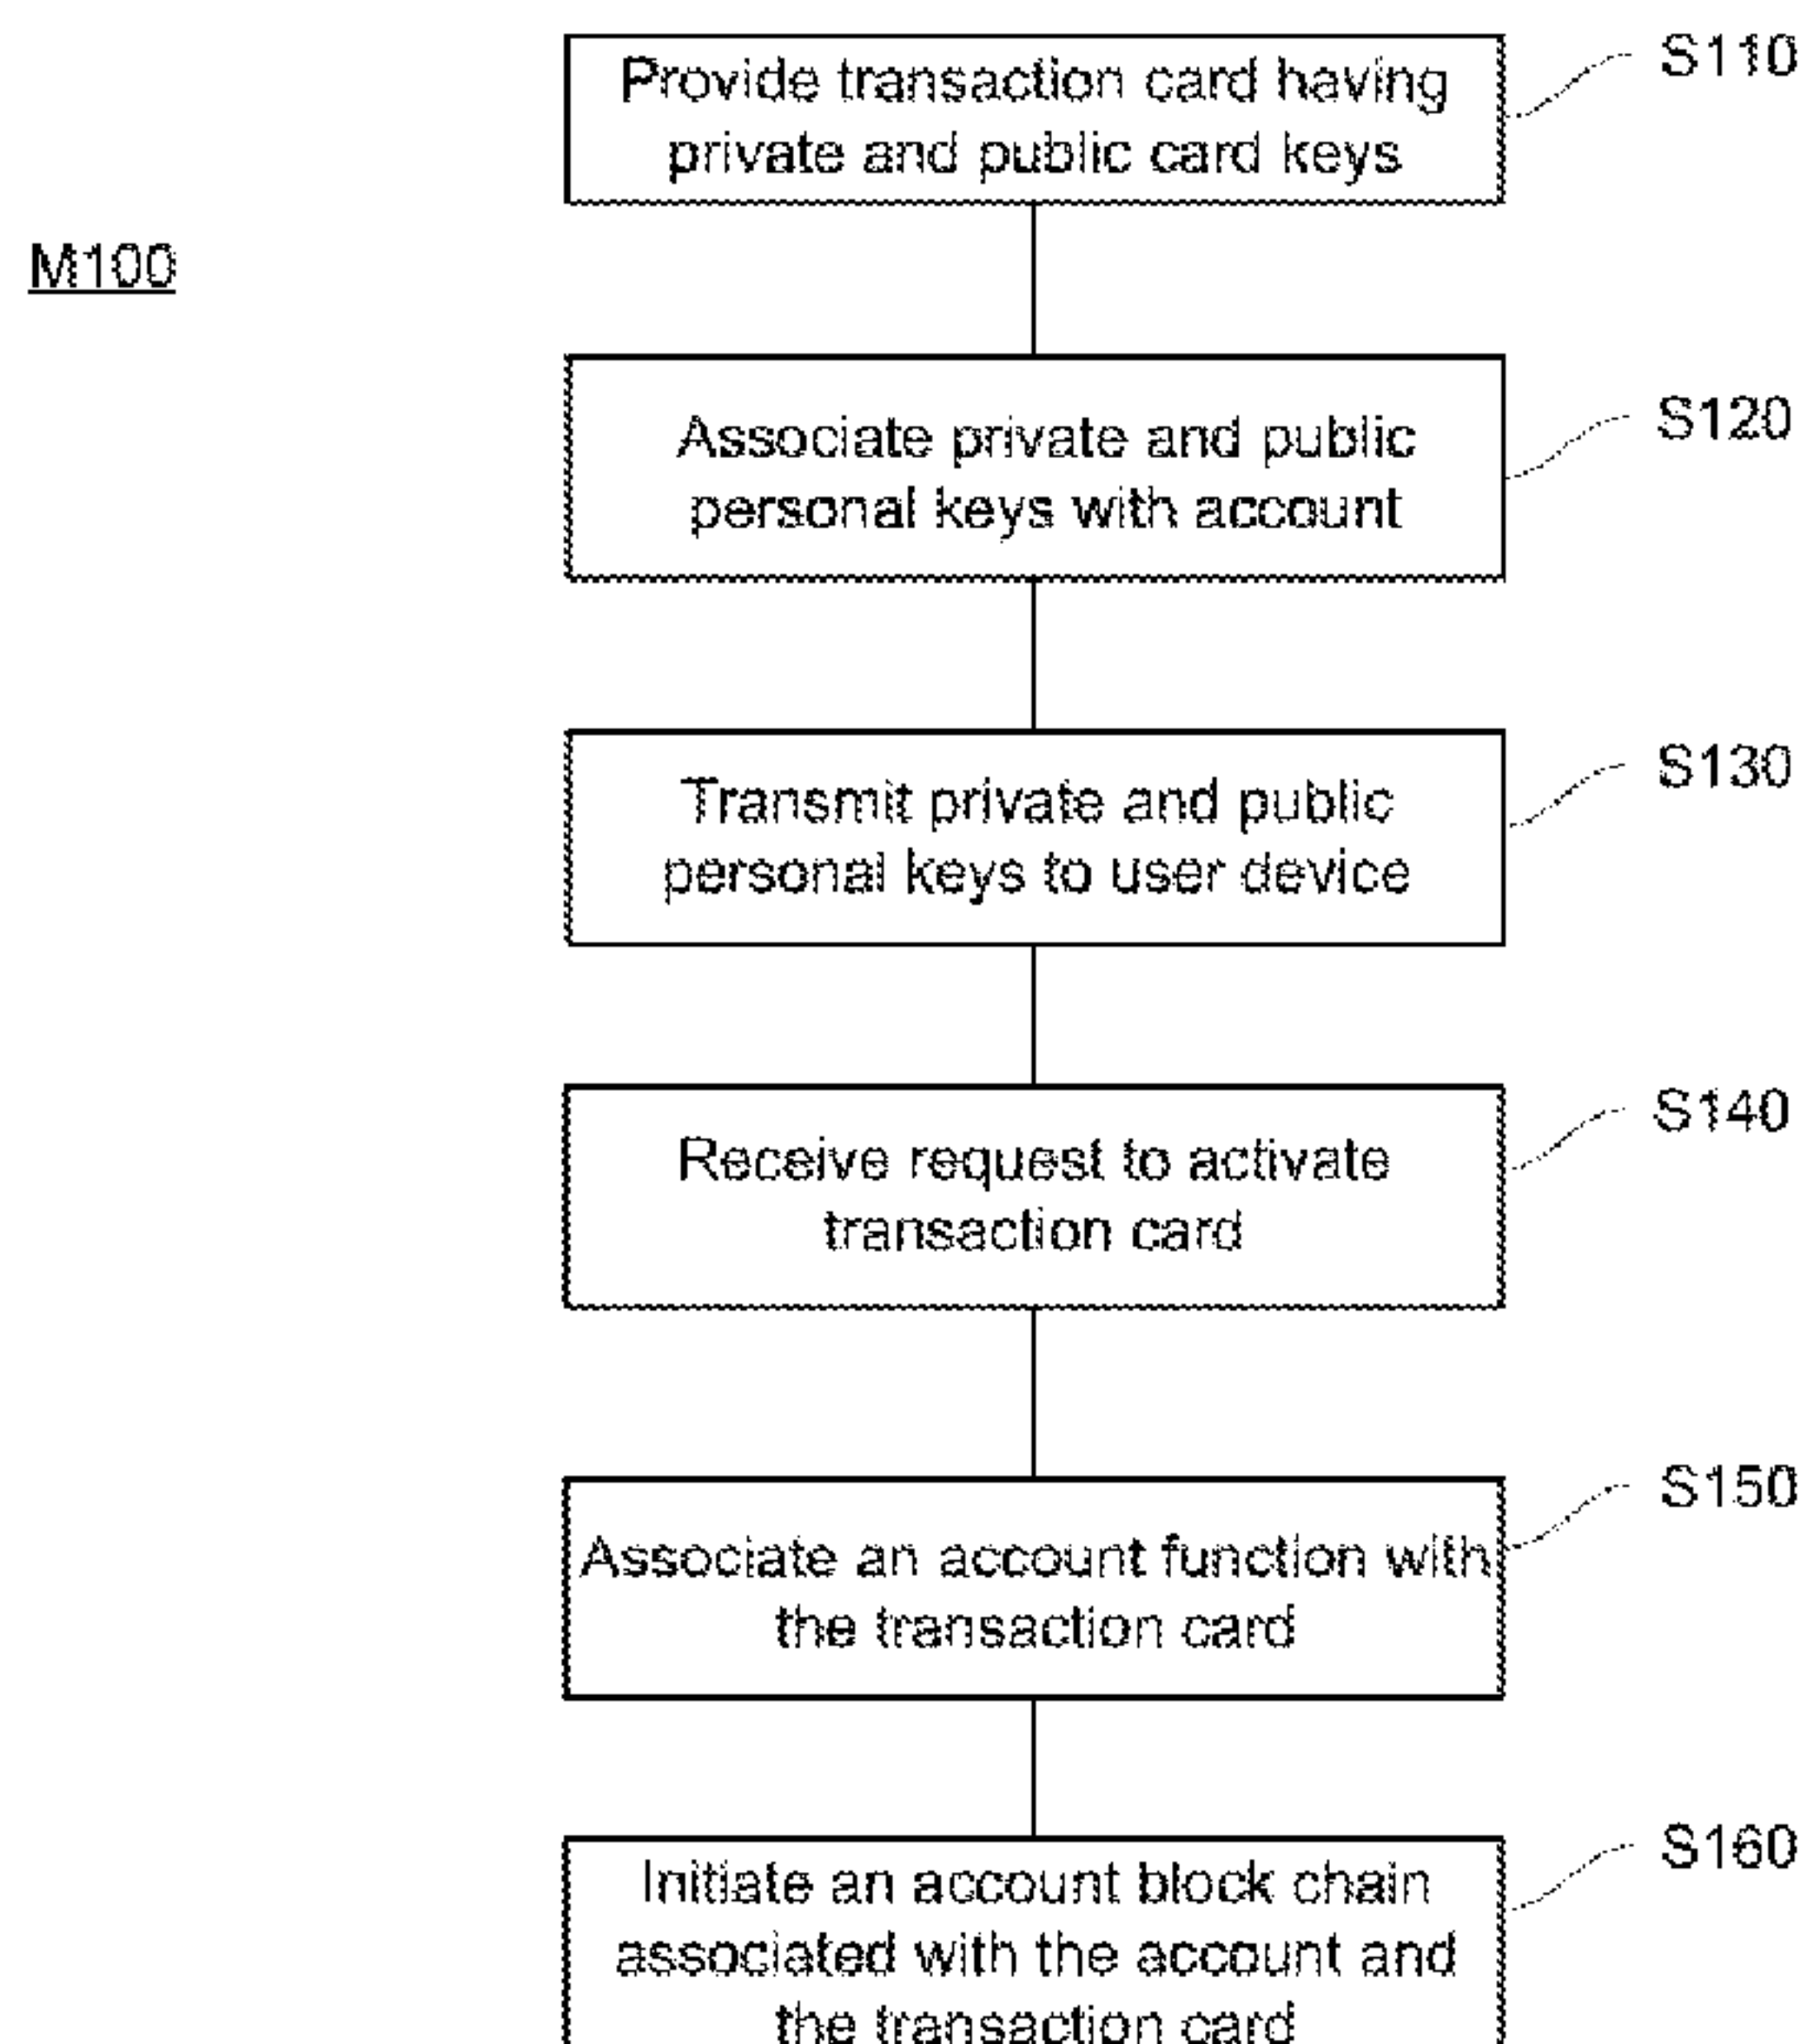 Provide transaction card having
private and public card keys
S110
M100
Associate private and public
personal keys with account
S120
Transmit private and public
personal keys to user device
S130
Receive request to activate
transaction card
S140
Associate an account function with
the transaction card
S150
Initiate an account block chain
associated with the account and
the transaction card
S160